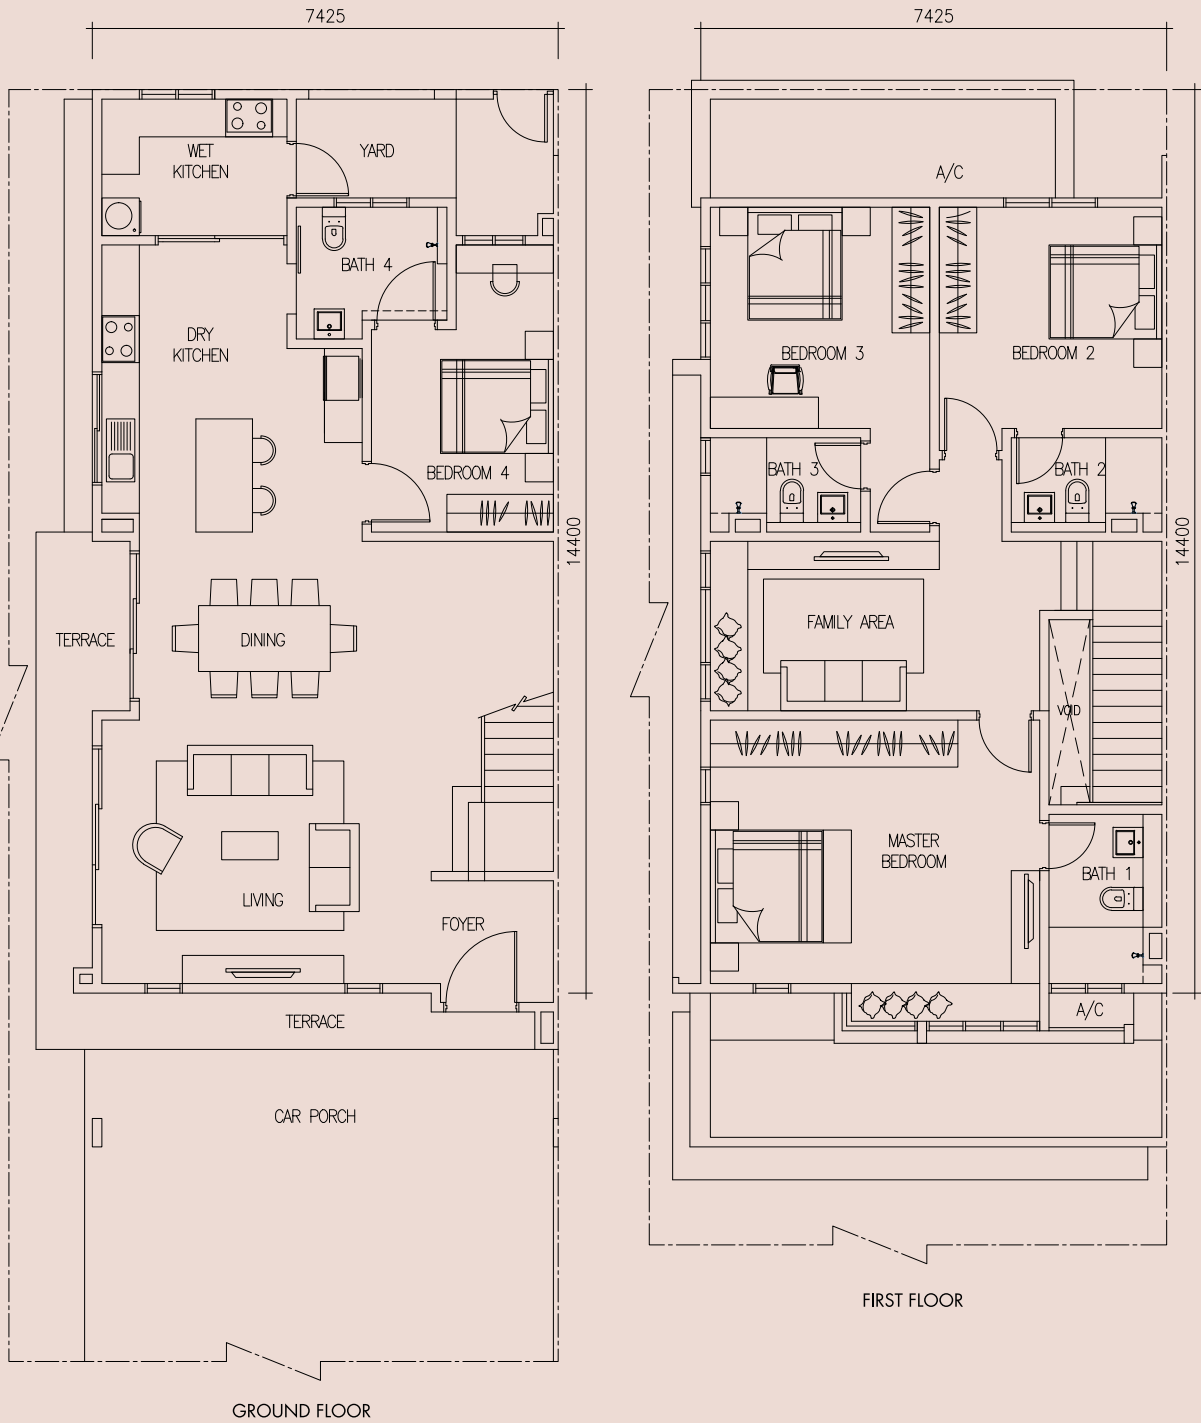 7425
WET
KITCHEN
YARD
BATH 4
DRY
KITCHEN
BEDROOM 4
14400
TERRACE
DINING
LIVING
FOYER
TERRACE
CAR PORCH
GROUND FLOOR
7425
A/C
BEDROOM 3
BEDROOM 2
BATH 3
BATH 2
14400
FAMILY AREA
VOID
MASTER
BEDROOM
BATH 1
A/C
FIRST FLOOR